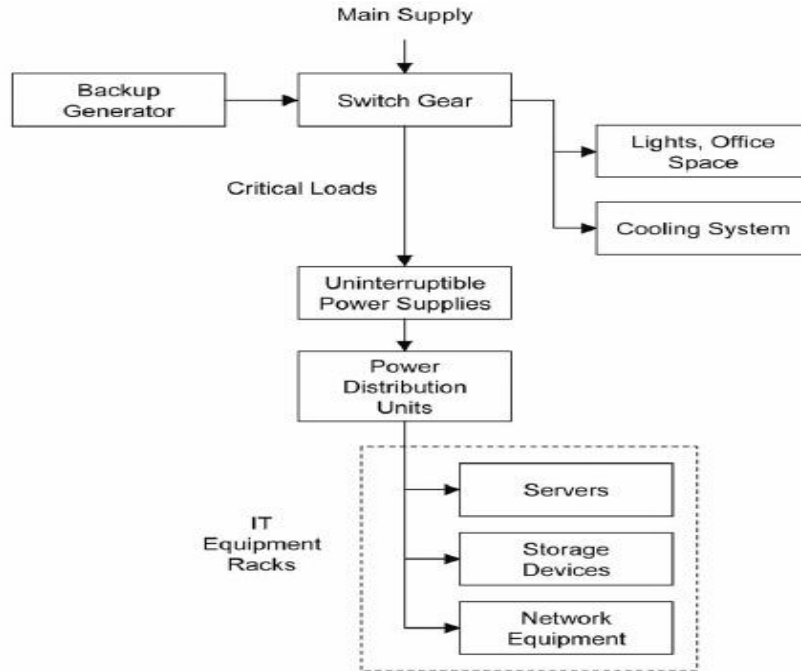 Main Supply
Backup
Generator
Switch Gear
Lights, Office
Space
Critical Loads
Cooling System
Uninterruptible
Power Supplies
Power
Distribution
Units
Servers
IT
Equipment
Racks
Storage
Devices
Network
Equipment